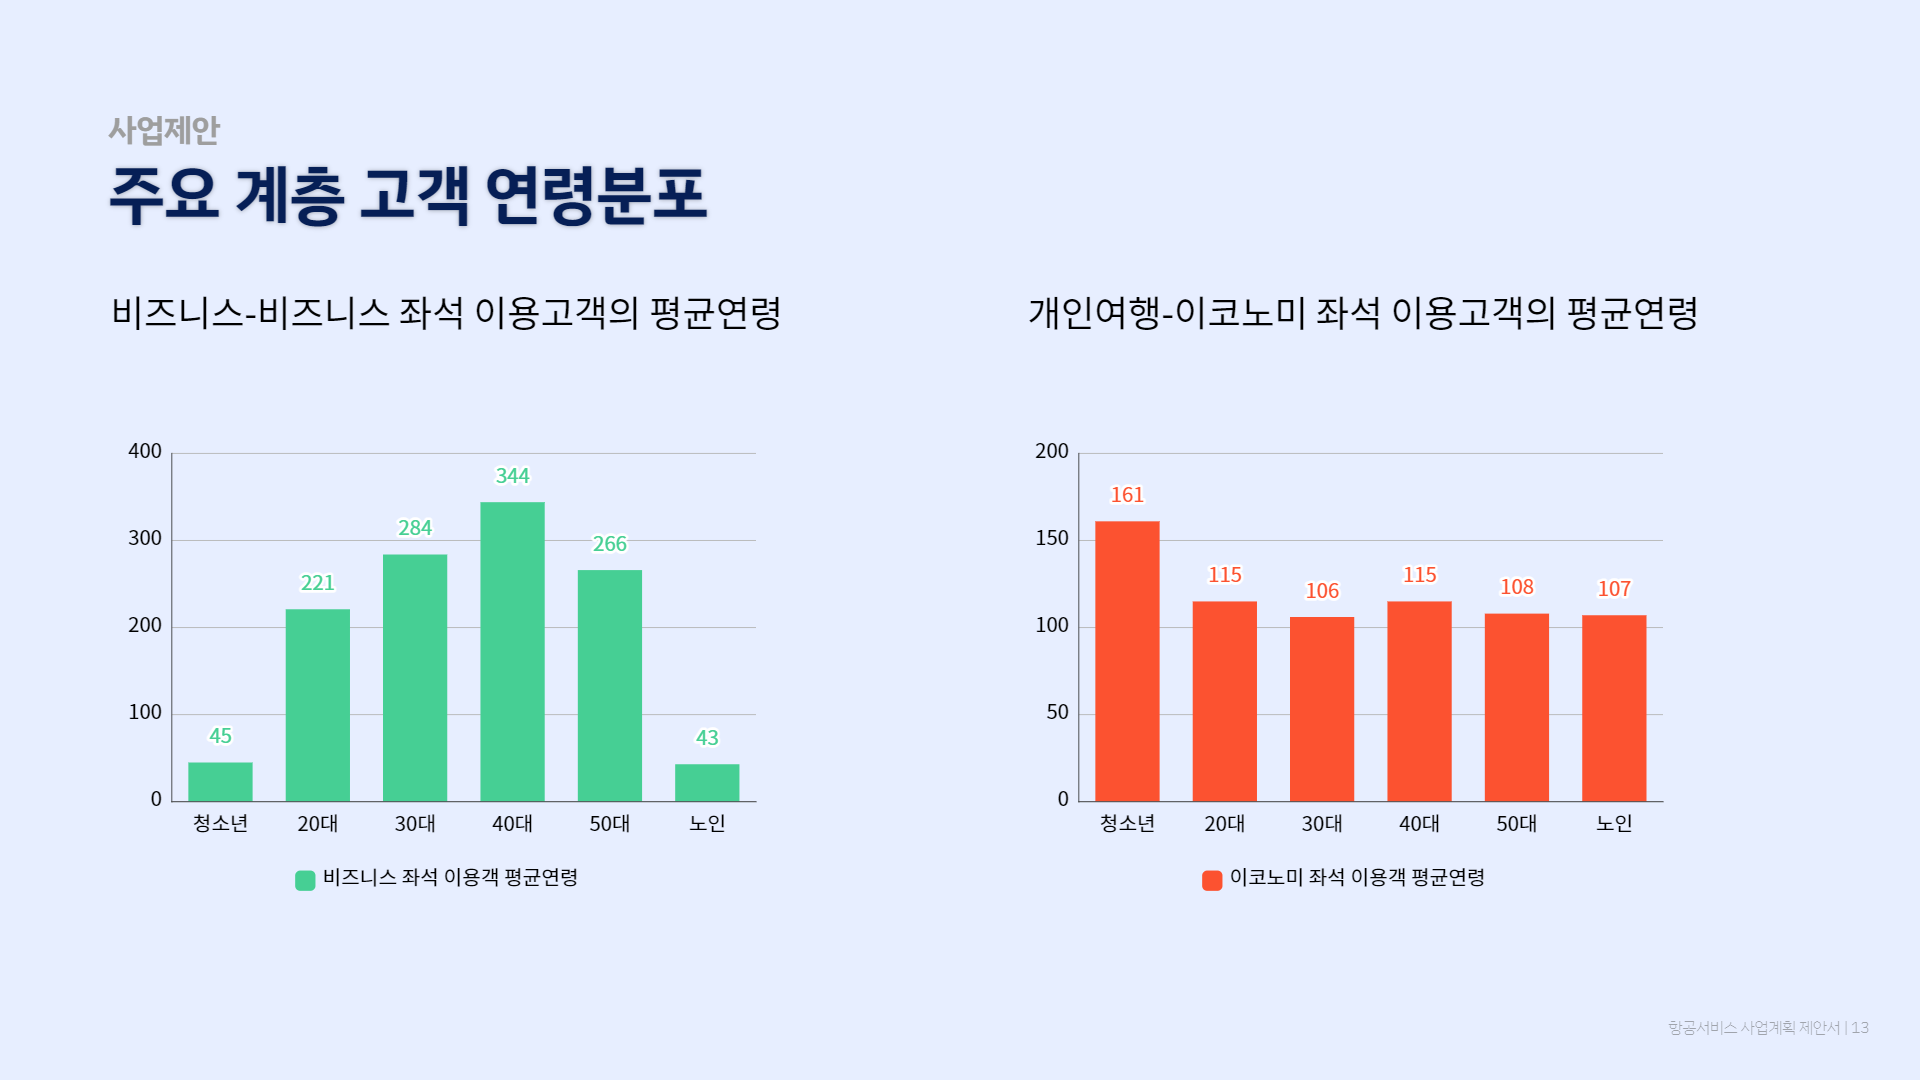 사업제안
주요 계층 고객 연령분포
비즈니스-비즈니스 좌석 이용고객의 평균연령
400
300
200
100
0
45
221
284
344
266
43
청소년
20대
30대
40대
50대
노인
비즈니스 좌석 이용객 평균연령
개인여행-이코노미 좌석 이용고객의 평균연령
200
150
100
50
0
161
115
106
115
108
107
청소년
20대
30대
40대
50대
노인
이코노미 좌석 이용객 평균연령
항공서비스 사업계획 제안서 | 13